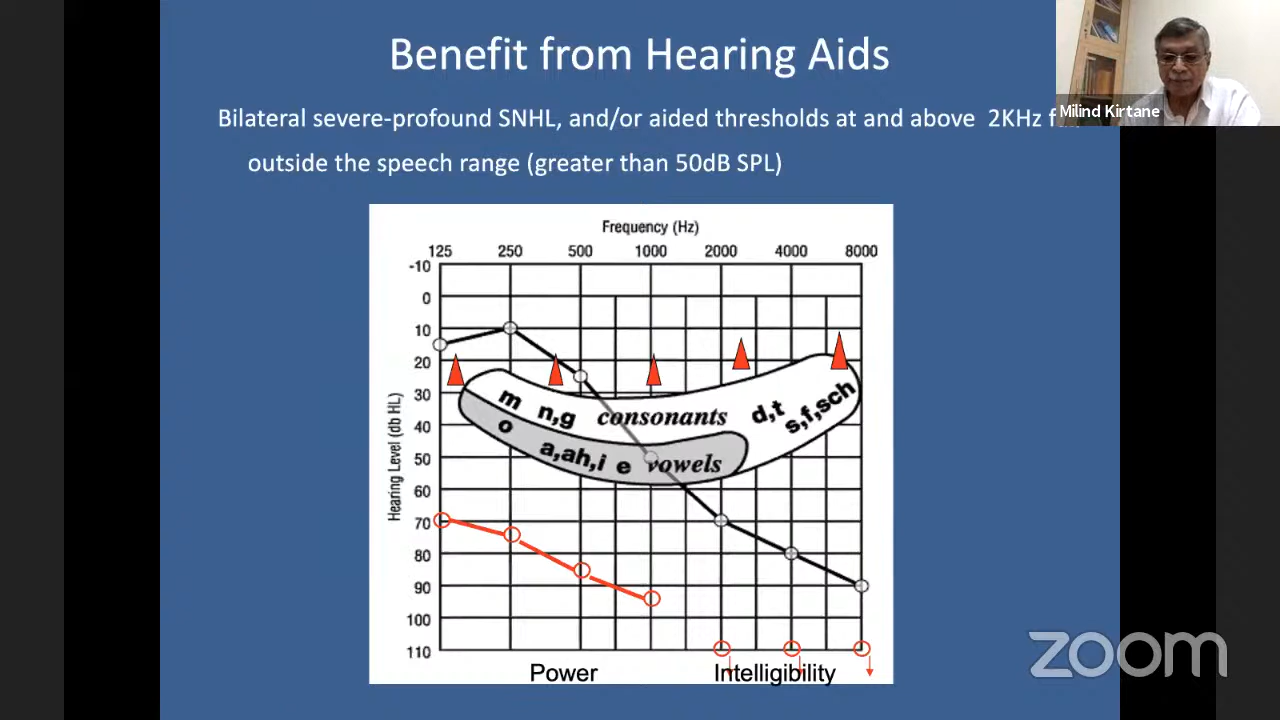 Benefit from Hearing Aids
Milind Kirtane
Bilateral severe-profound SNHL, and/or aided thresholds at and above 2KHz
outside the speech range (greater than 50dB SPL)
Frequency (Hz)
125 250 500 1000 2000 4000 8000
-10
0
10
20
30
40
50
60
70
80
90
100
110
Hearing Level (db HL)
m n,g consonants d,t s,f,sch
o a,ah,i e vowels
Power Intelligibility
zoom